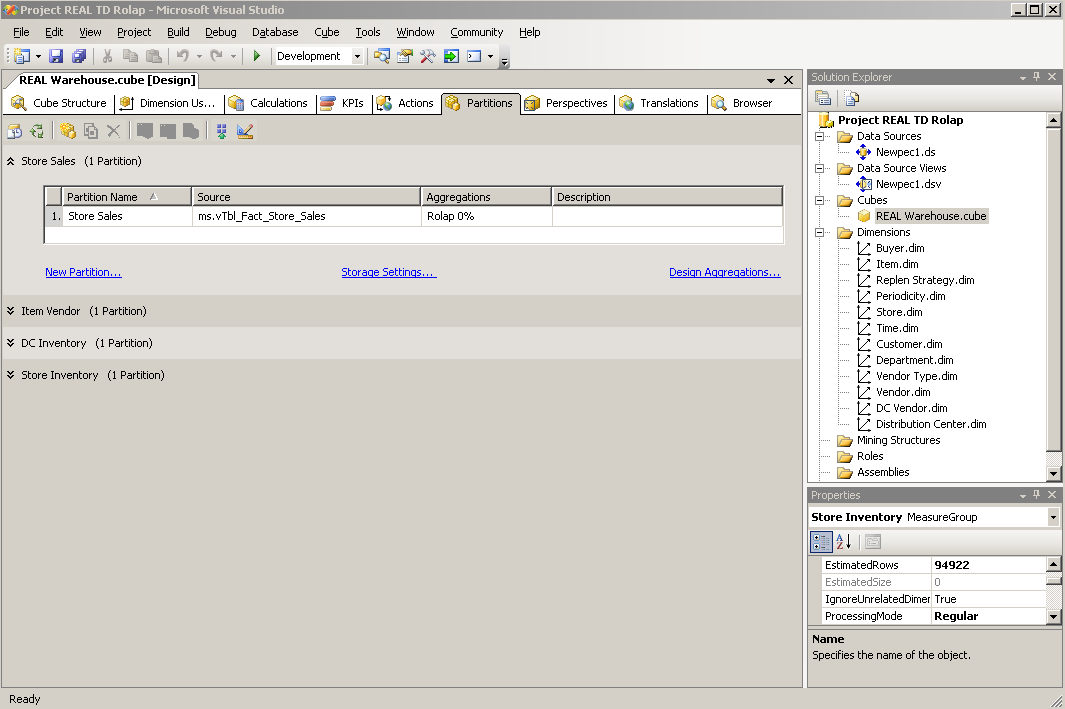 Project REAL TD Rolap - Microsoft Visual Studio
File Edit View Project Build Debug Database Cube Tools Window Community Help
Development
REAL Warehouse.cube [Design]
Cube Structure Dimension Us... Calculations KPIs Actions Partitions Perspectives Translations Browser
Store Sales (1 Partition)
Partition Name Source Aggregations Description
1. Store Sales ms.vTbl_Fact_Store_Sales Rolap 0%
New Partition... Storage Settings... Design Aggregations...
Item Vendor (1 Partition)
DC Inventory (1 Partition)
Store Inventory (1 Partition)
Solution Explorer
Project REAL TD Rolap
Data Sources
Newpec1.ds
Data Source Views
Newpec1.dsv
Cubes
REAL Warehouse.cube
Dimensions
Buyer.dim
Item.dim
Replen Strategy.dim
Periodicity.dim
Store.dim
Time.dim
Customer.dim
Department.dim
Vendor Type.dim
Vendor.dim
DC Vendor.dim
Distribution Center.dim
Mining Structures
Roles
Assemblies
Properties
Store Inventory MeasureGroup
EstimatedRows 94922
EstimatedSize 0
IgnoreUnrelatedDimer True
ProcessingMode Regular
Name
Specifies the name of the object.
Ready